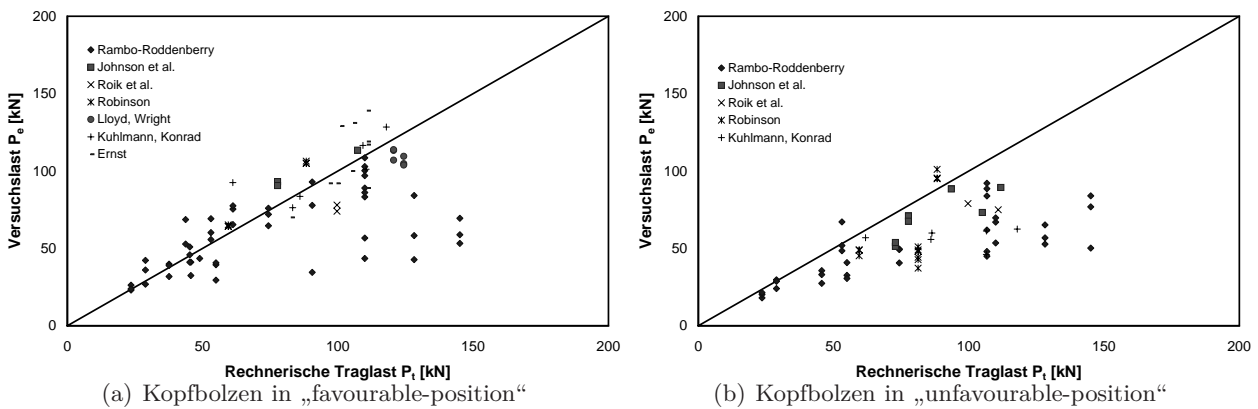 200
150
100
50
0
0
50
100
150
200
Versuchslast Pe [kN]
Rechnerische Traglast Pt [kN]
Rambo-Roddenberry
Johnson et al.
Roik et al.
Robinson
Lloyd, Wright
Kuhlmann, Konrad
Ernst
(a) Kopfbolzen in „favourable-position“
200
150
100
50
0
0
50
100
150
200
Versuchslast Pe [kN]
Rechnerische Traglast Pt [kN]
Rambo-Roddenberry
Johnson et al.
Roik et al.
Robinson
Kuhlmann, Konrad
(b) Kopfbolzen in „unfavourable-position“